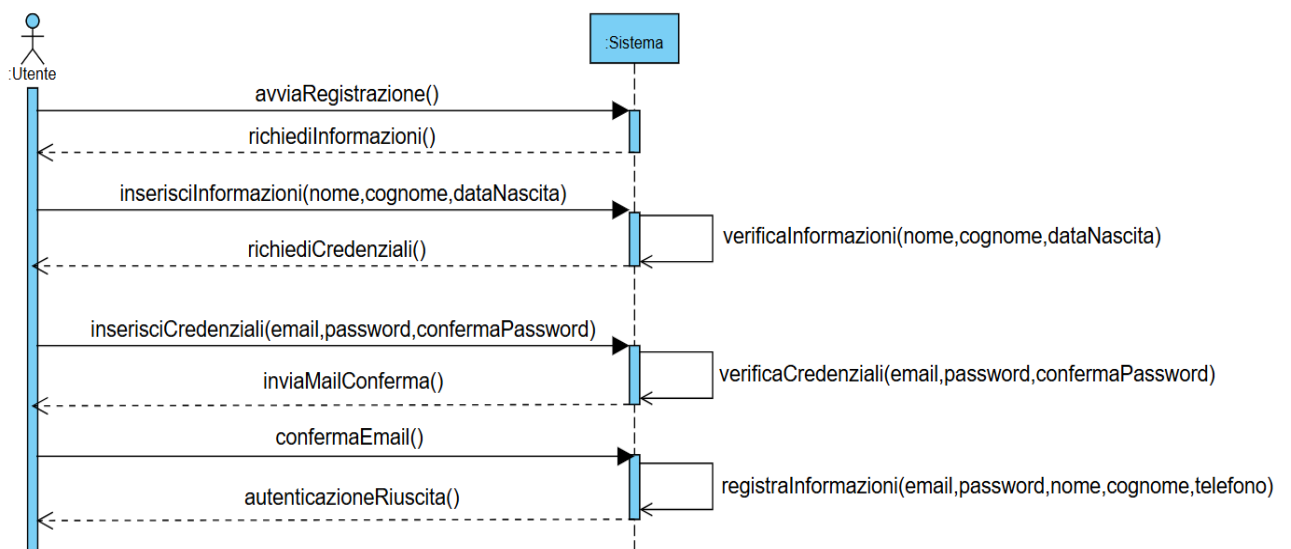 :Utente
:Sistema
avviaRegistrazione()
richiediInformazioni()
inserisciInformazioni(nome,cognome,dataNascita)
verificaInformazioni(nome,cognome,dataNascita)
richiediCredenziali()
inserisciCredenziali(email,password,confermaPassword)
verificaCredenziali(email,password,confermaPassword)
inviaMailConferma()
confermaEmail()
registraInformazioni(email,password,nome,cognome,telefono)
autenticazioneRiuscita()